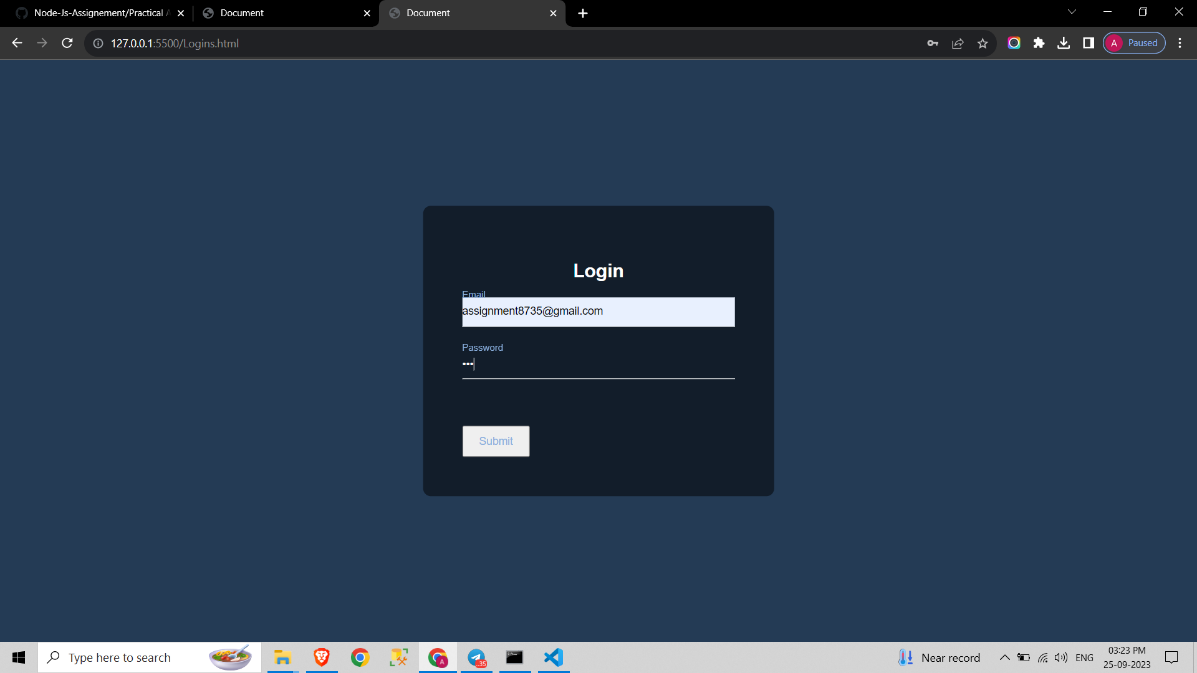 Node-Js-Assignement/Practical A
Document
Document
127.0.0.1:5500/Logins.html
A
Paused
Login
Email
assignment8735@gmail.com
Password
•••
Submit
Type here to search
A
35
Near record
ENG
03:23 PM
25-09-2023